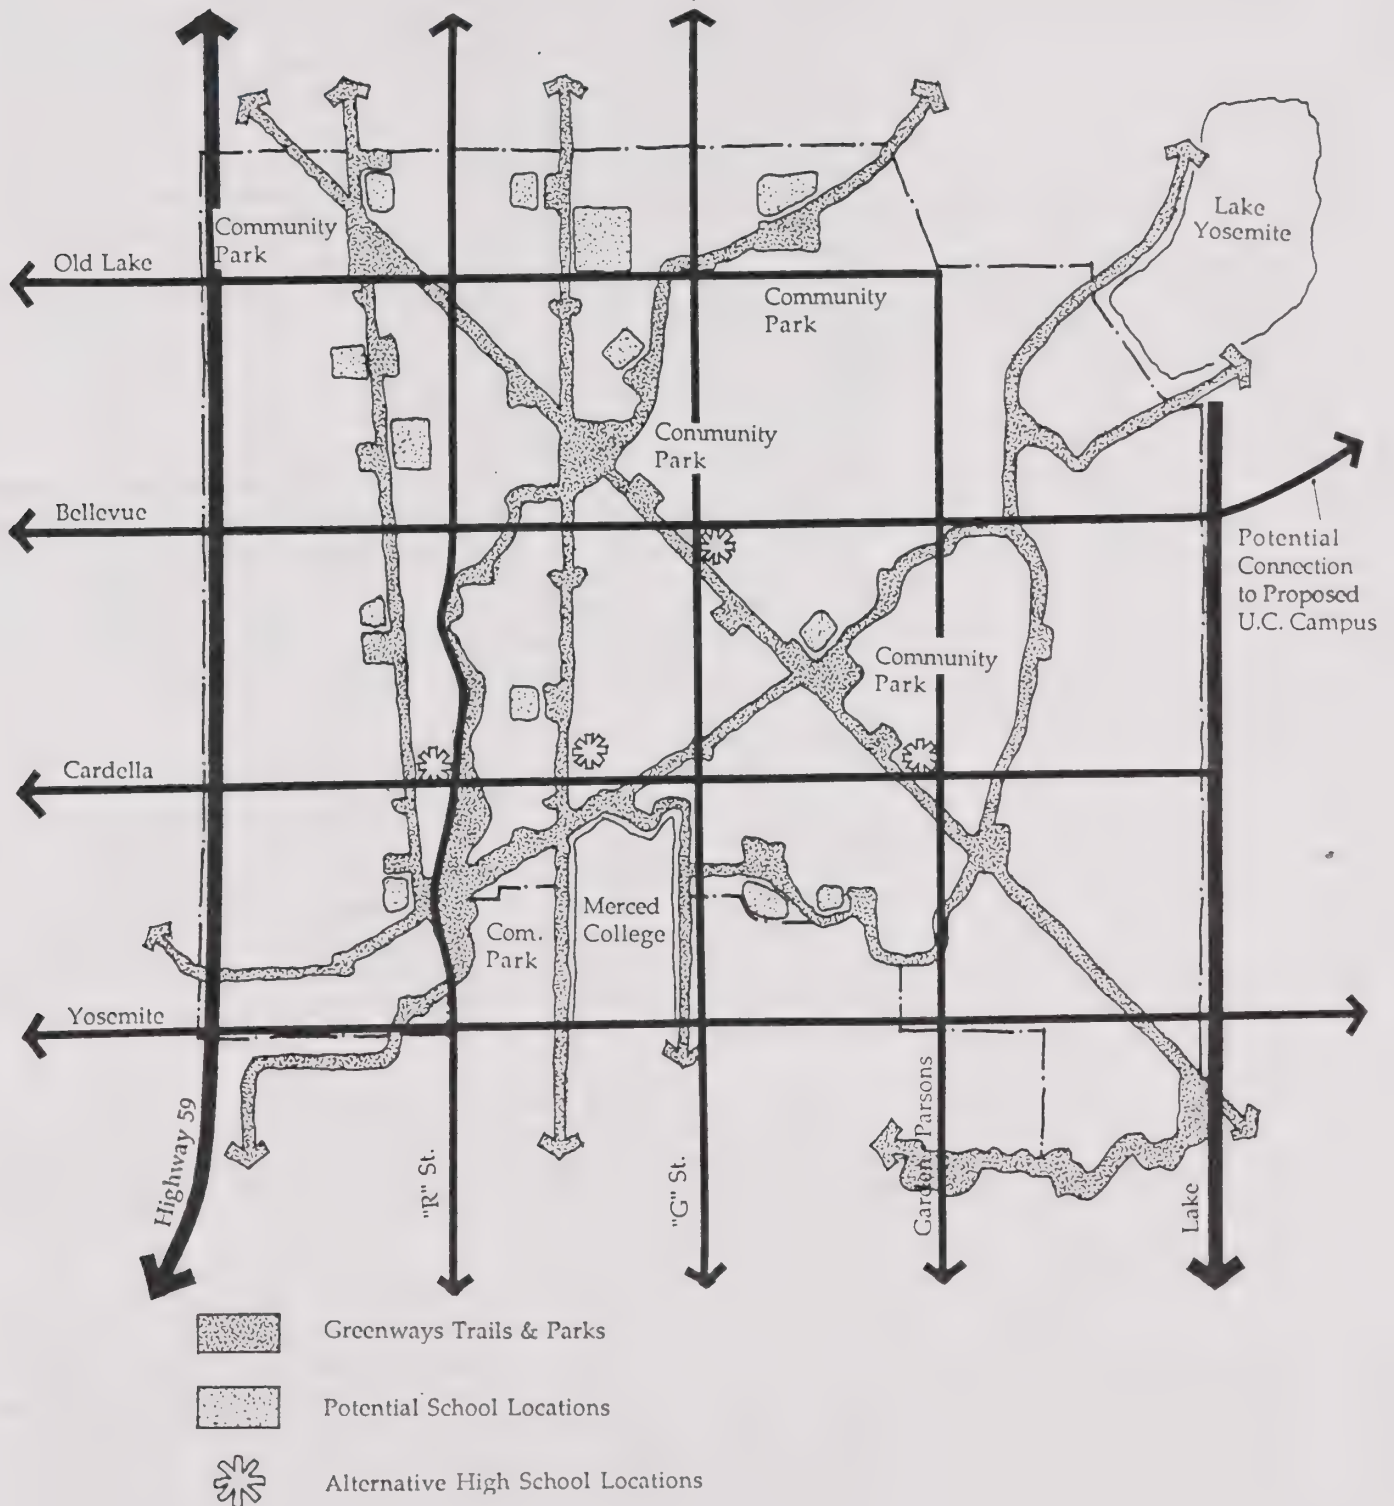 Community
Park
Lake
Yosemite
Old Lake
Community
Park
Community
Park
Bellevue
Potential
Connection
to Proposed
U.C. Campus
Community
Park
Cardella
Merced
College
Com.
Park
Yosemite
Highway 59
"R" St.
"G" St.
Garden Parsons
Lake
Greenways Trails & Parks
Potential School Locations
Alternative High School Locations